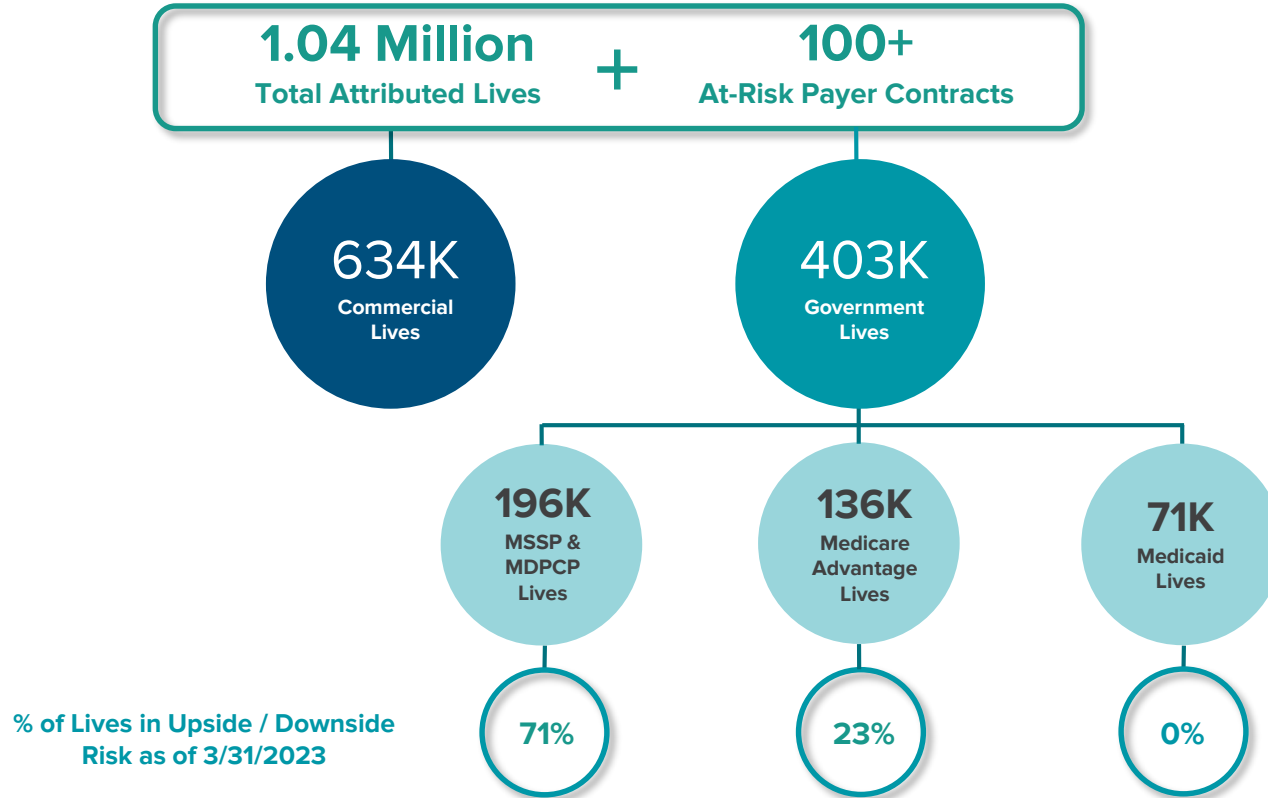 1.04 Million
Total Attributed Lives
+
100+
At-Risk Payer Contracts
634K
Commercial
Lives
403K
Government
Lives
196K
MSSP &
MDPCP
Lives
136K
Medicare
Advantage
Lives
71K
Medicaid
Lives
% of Lives in Upside / Downside
Risk as of 3/31/2023
71%
23%
0%